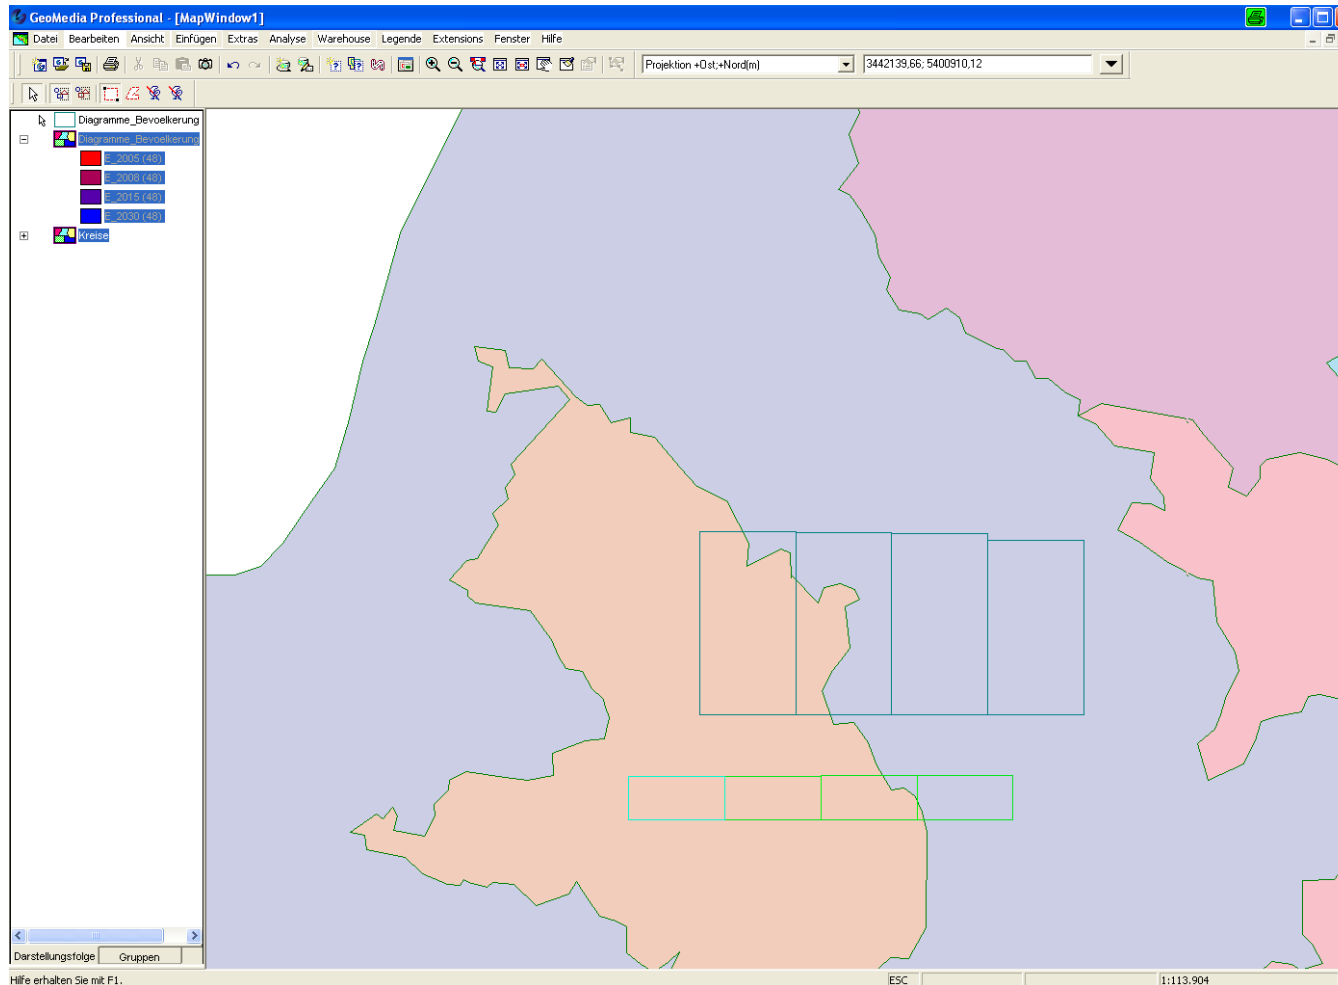 GeoMedia Professional - [MapWindow1]
Datei Bearbeiten Ansicht Einfügen Extras Analyse Warehouse Legende Extensions Fenster Hilfe
Projektion +Ost;+Nord(m) 3442139,66; 5400910,12
Diagramme_Bevoelkerung
Diagramme_Bevoelkerung
E_2005 (48)
E_2008 (48)
E_2015 (48)
E_2030 (48)
Kreise
Darstellungsfolge Gruppen
Hilfe erhalten Sie mit F1. ESC 1:113.904